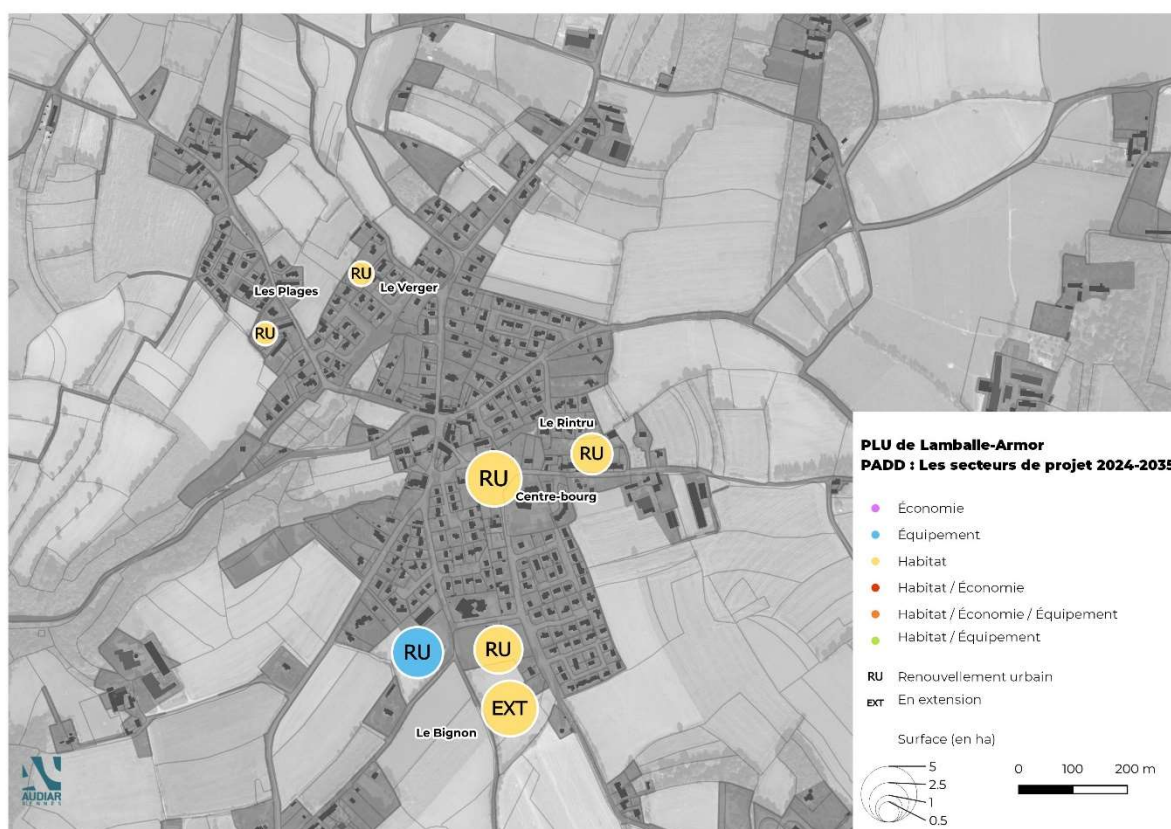 RU
Le Verger
Les Plages
RU
Le Rintru
RU
RU
Centre-bourg
RU
RU
EXT
Le Bignon
AUDIAR
RENNES
PLU de Lamballe-Armor
PADD : Les secteurs de projet 2024-2035
Économie
Équipement
Habitat
Habitat / Économie
Habitat / Économie / Équipement
Habitat / Équipement
RU Renouvellement urbain
EXT En extension
Surface (en ha)
5
2.5
1
0.5
0 100 200 m